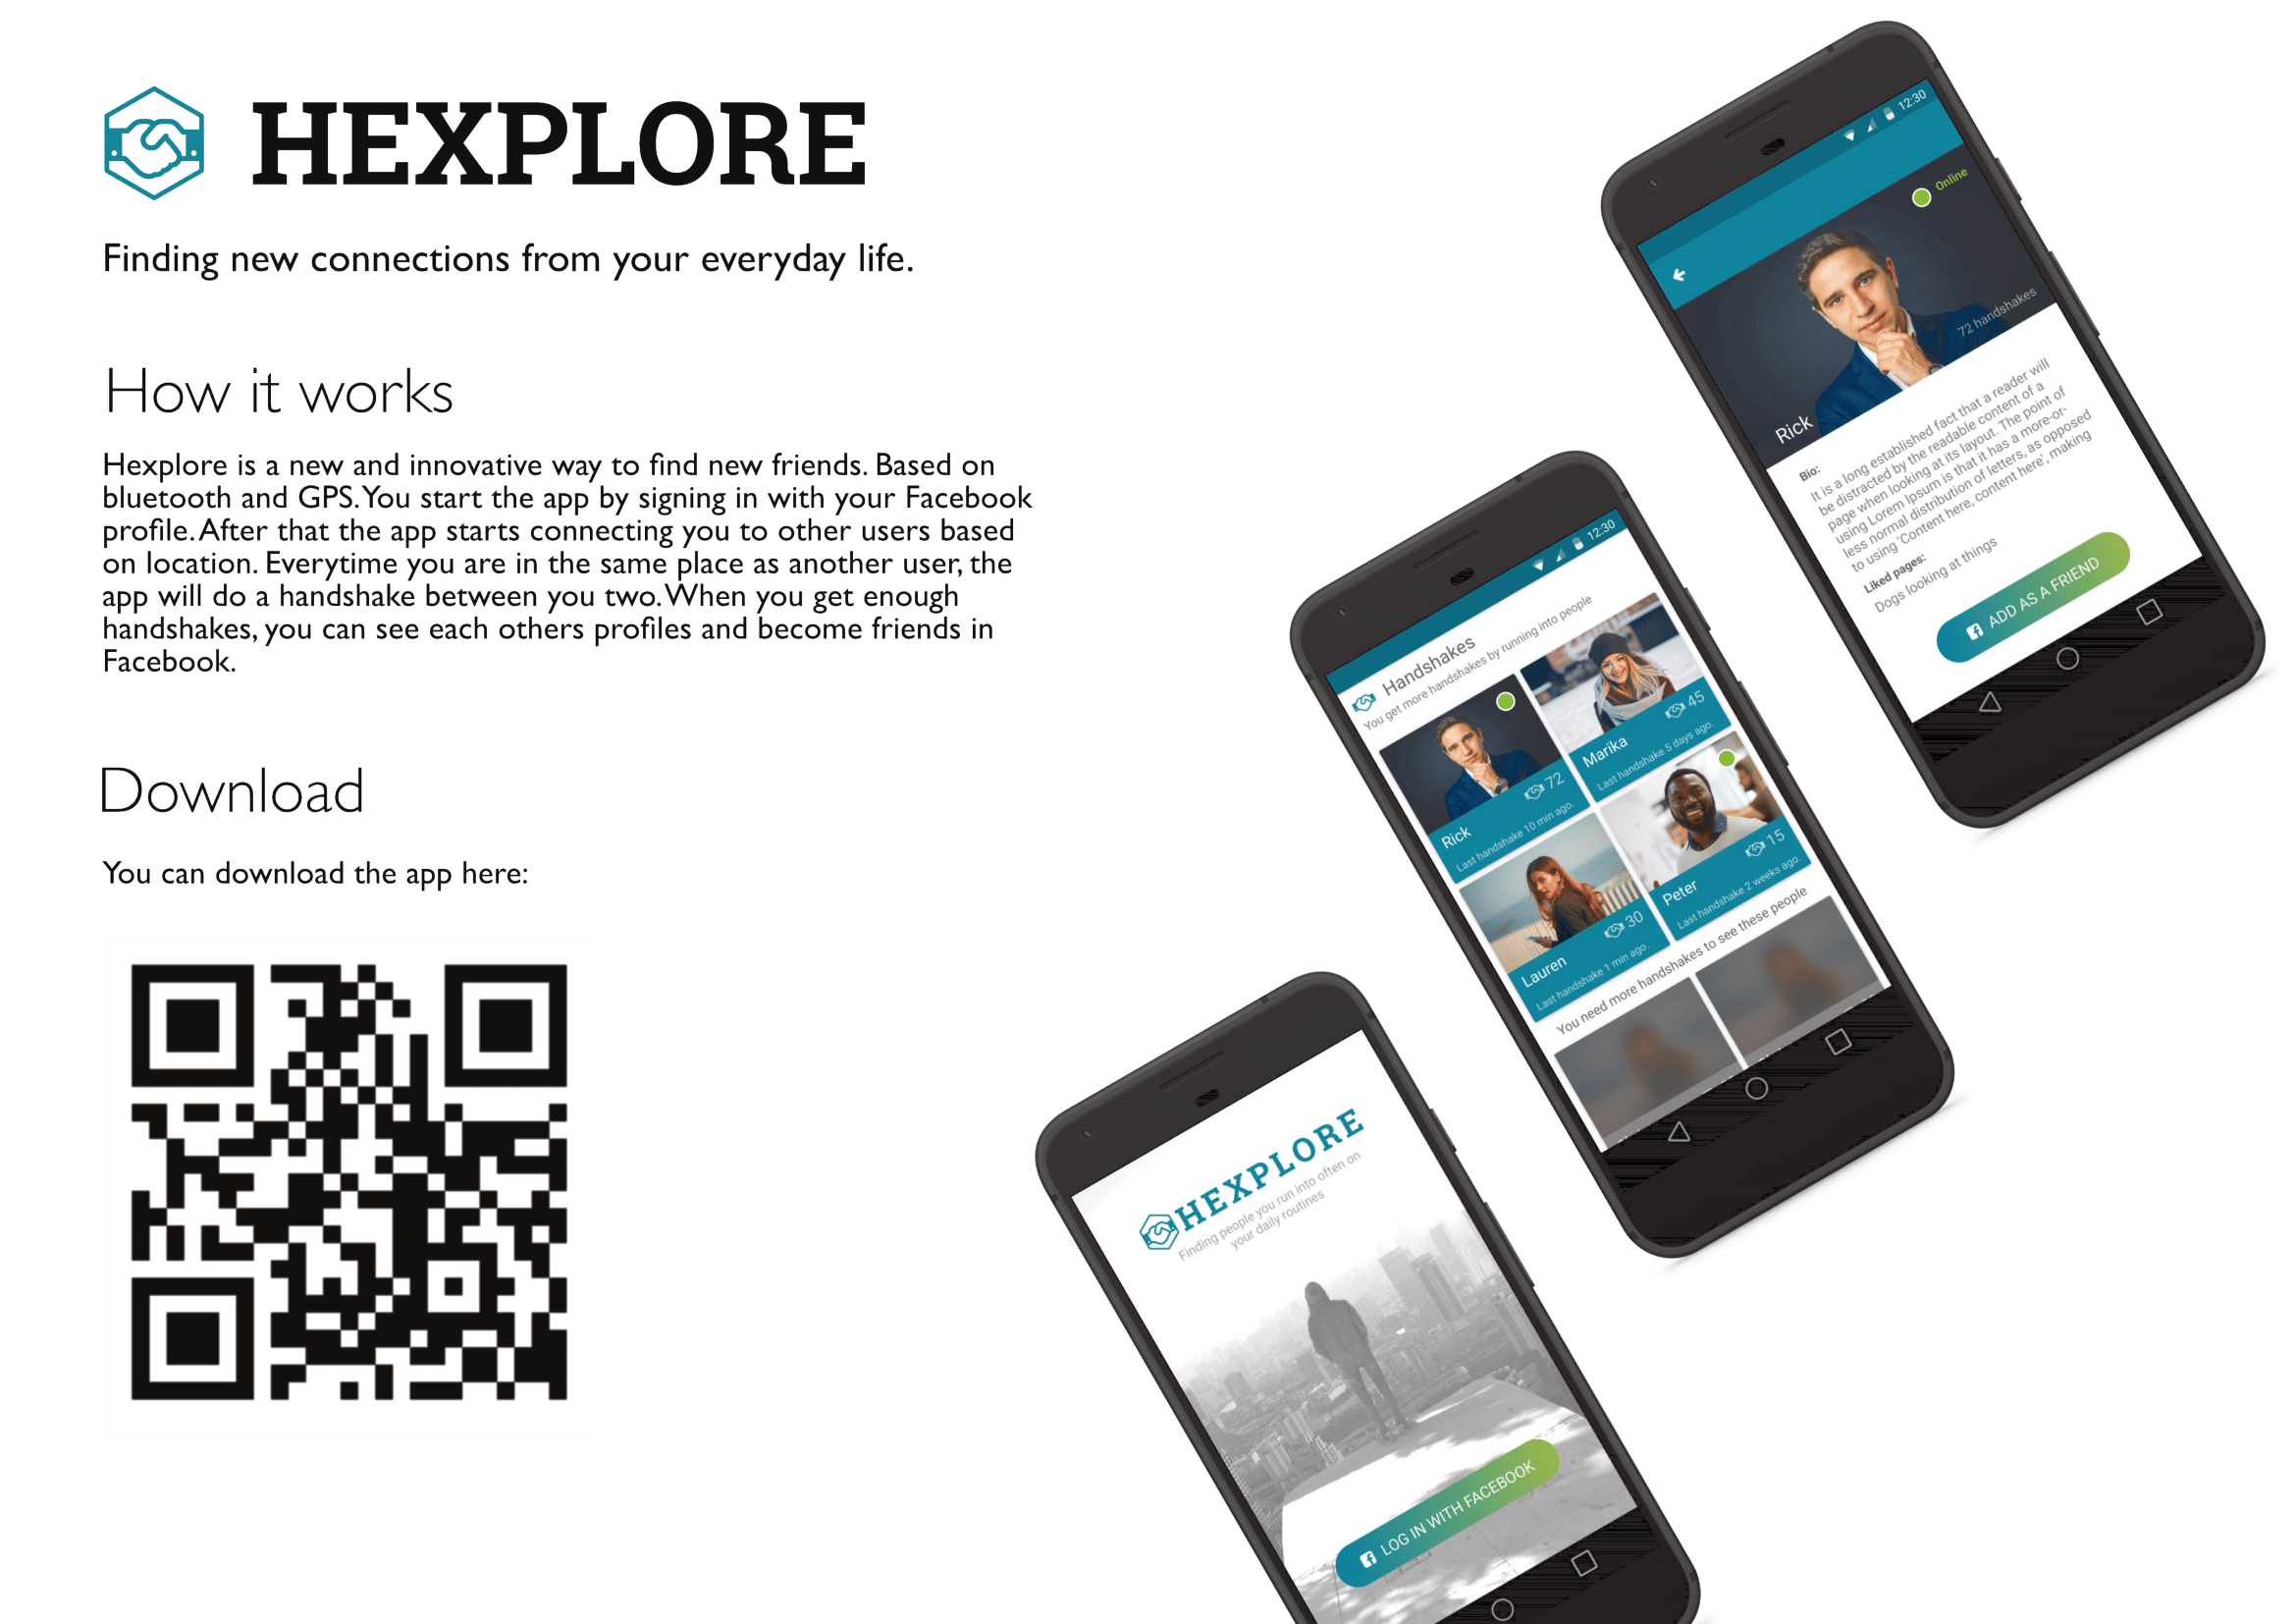 HEXPLORE
Finding new connections from your everyday life.
How it works
Hexplore is a new and innovative way to find new friends. Based on
bluetooth and GPS. You start the app by signing in with your Facebook
profile. After that the app starts connecting you to other users based
on location. Everytime you are in the same place as another user, the
app will do a handshake between you two. When you get enough
handshakes, you can see each others profiles and become friends in
Facebook.
Download
You can download the app here:
HEXPLORE
Finding people you run into often on
your daily routines
LOG IN WITH FACEBOOK
12:30
Handshakes
You get more handshakes by running into people
Rick
72
Last handshake 10 min ago.
Marika
45
Last handshake 5 days ago.
Lauren
30
Last handshake 1 min ago.
Peter
15
Last handshake 2 weeks ago.
You need more handshakes to see these people
12:30
Online
72 handshakes
Rick
Bio:
It is a long established fact that a reader will
be distracted by the readable content of a
page when looking at its layout. The point of
using Lorem Ipsum is that it has a more-or-
less normal distribution of letters, as opposed
to using 'Content here, content here', making
Liked pages:
Dogs looking at things
ADD AS A FRIEND